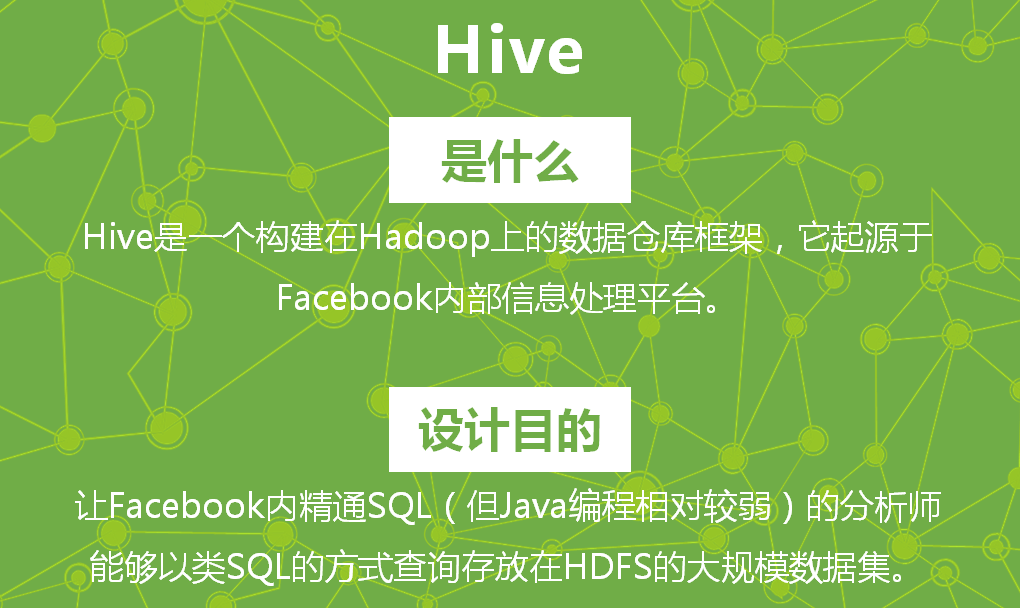 Hive
是什么
Hive是一个构建在Hadoop上的数据仓库框架，它起源于
Facebook内部信息处理平台。
设计目的
让Facebook内精通SQL（但Java编程相对较弱）的分析师
能够以类SQL的方式查询存放在HDFS的大规模数据集。